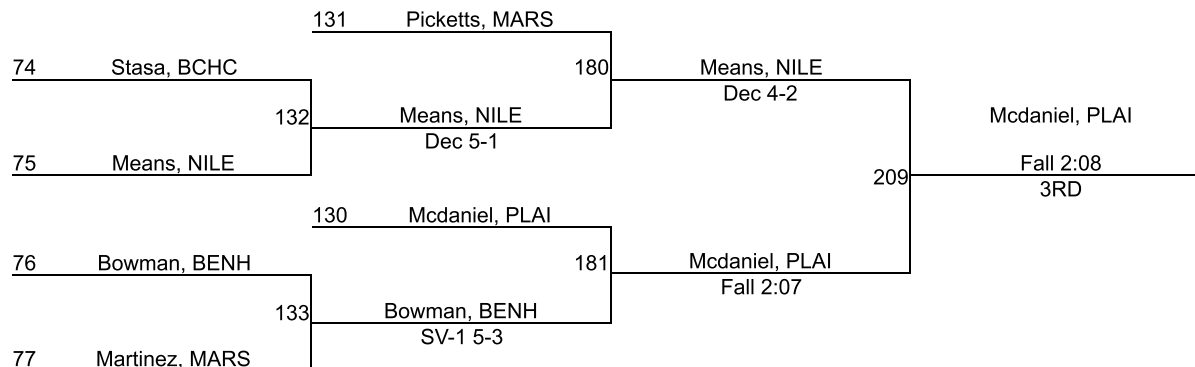 131 Picketts, MARS
74 Stasa, BCHC
180 Means, NILE
Dec 4-2
132 Means, NILE
Dec 5-1
Mcdaniel, PLAI
75 Means, NILE
Fall 2:08
209
3RD
130 Mcdaniel, PLAI
76 Bowman, BENH
181 Mcdaniel, PLAI
Fall 2:07
133 Bowman, BENH
SV-1 5-3
77 Martinez, MARS